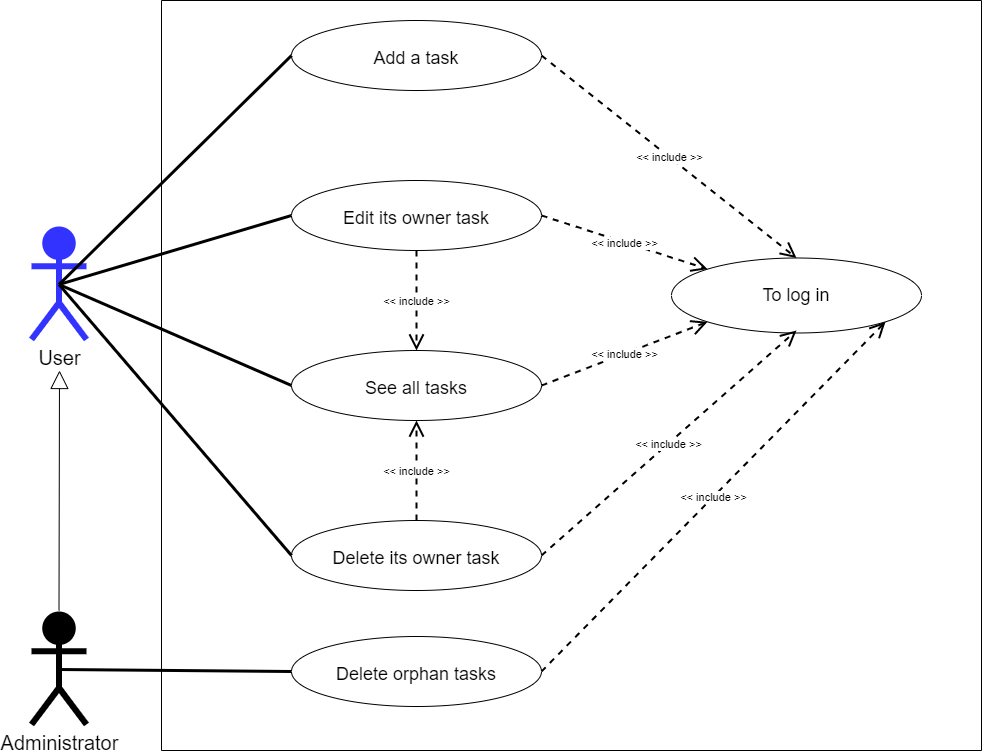 Add a task
<< include >>
Edit its owner task
<< include >>
To log in
<< include >>
User
<< include >>
See all tasks
<< include >>
<< include >>
<< include >>
Delete its owner task
Delete orphan tasks
Administrator